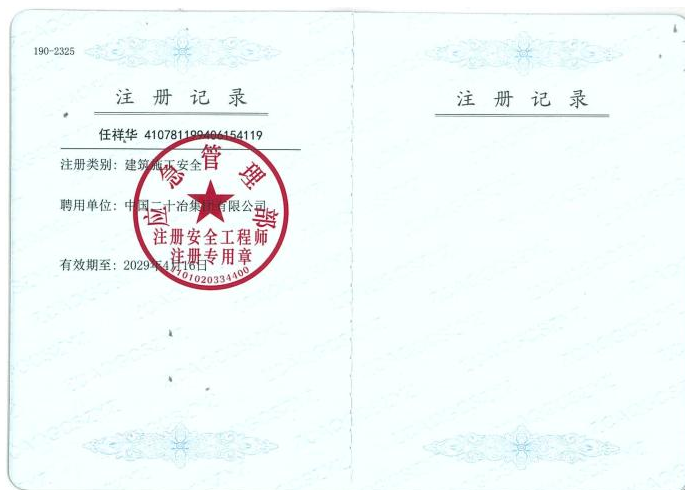 190-2325
注册记录
任祥华 410781199406154119
注册类别：建筑施工安全
聘用单位：中国二十冶集团有限公司
有效期至：2029年4月16日
应急管理部
注册安全工程师
注册专用章
1701020334400
注册记录